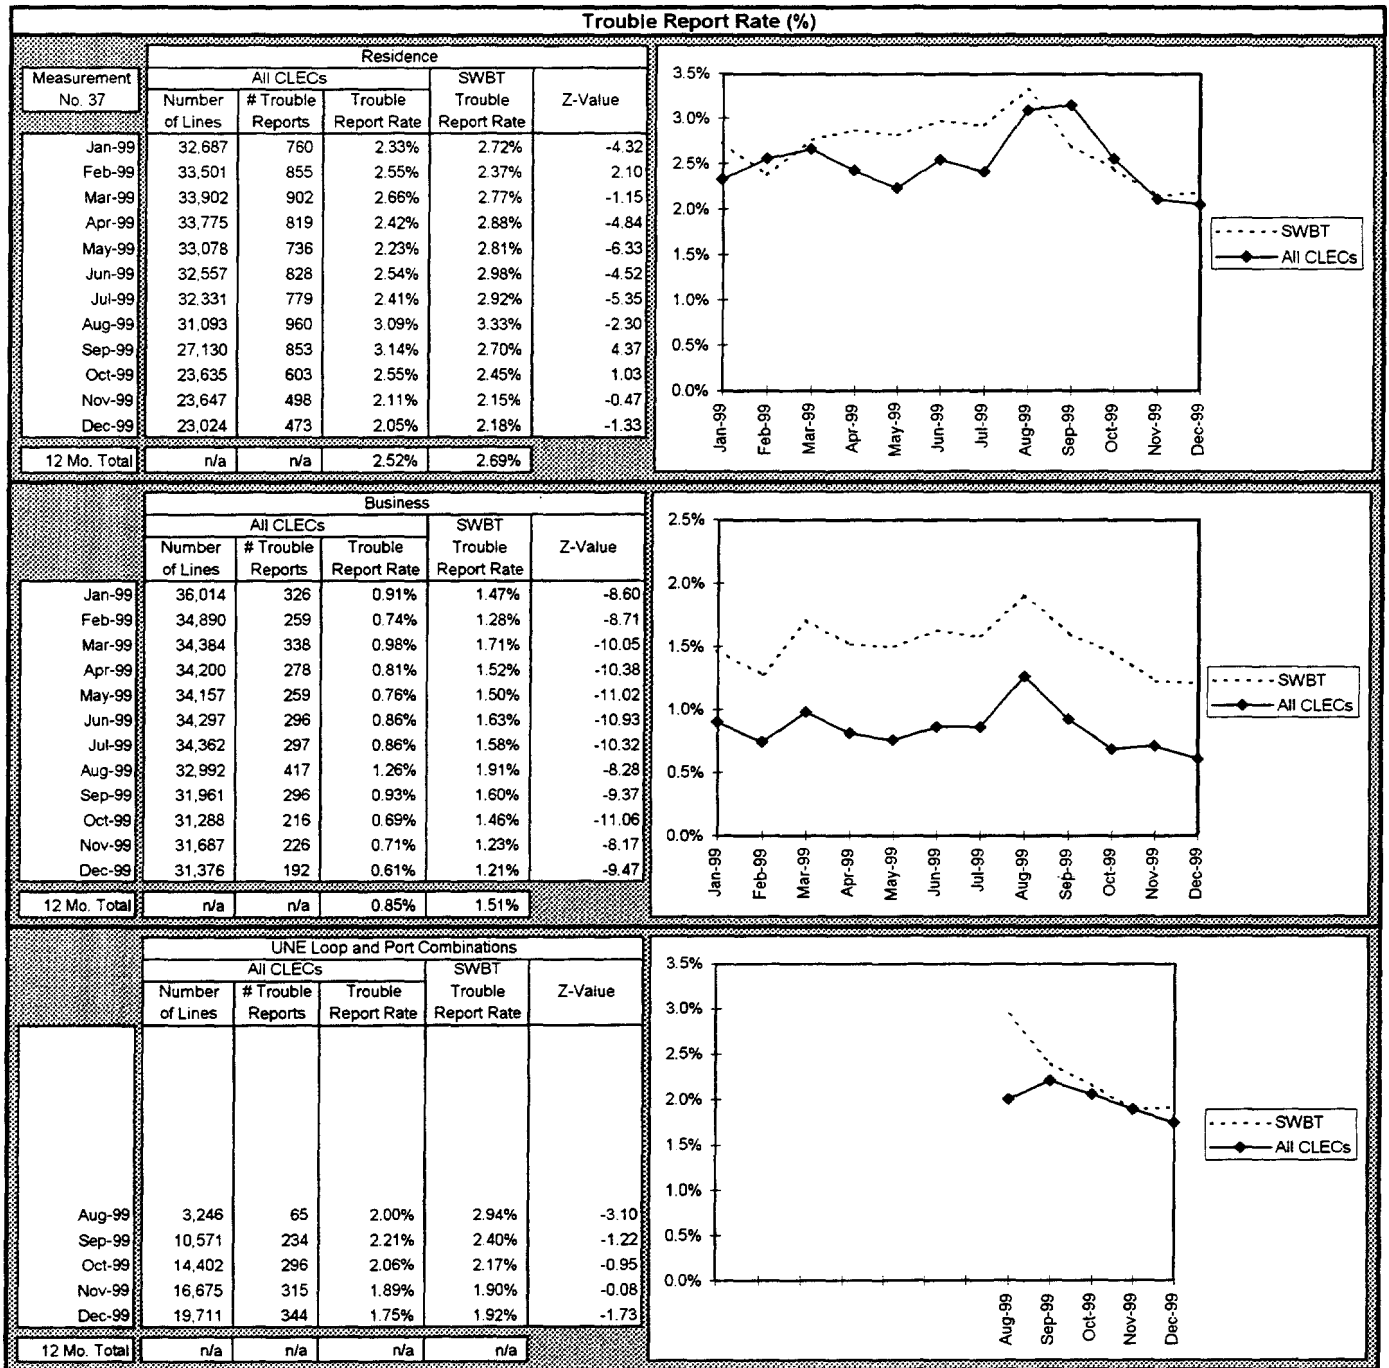 Trouble Report Rate (%)
Measurement No. 37
Residence
All CLECs SWBT
Number of Lines # Trouble Reports Trouble Report Rate Trouble Report Rate Z-Value
Jan-99 32,687 760 2.33% 2.72% -4.32
Feb-99 33,501 855 2.55% 2.37% 2.10
Mar-99 33,902 902 2.66% 2.77% -1.15
Apr-99 33,775 819 2.42% 2.88% -4.84
May-99 33,078 736 2.23% 2.81% -6.33
Jun-99 32,557 828 2.54% 2.98% -4.52
Jul-99 32,331 779 2.41% 2.92% -5.35
Aug-99 31,093 960 3.09% 3.33% -2.30
Sep-99 27,130 853 3.14% 2.70% 4.37
Oct-99 23,635 603 2.55% 2.45% 1.03
Nov-99 23,647 498 2.11% 2.15% -0.47
Dec-99 23,024 473 2.05% 2.18% -1.33
12 Mo. Total n/a n/a 2.52% 2.69%
3.5%
3.0%
2.5%
2.0%
1.5%
1.0%
0.5%
0.0%
Jan-99 Feb-99 Mar-99 Apr-99 May-99 Jun-99 Jul-99 Aug-99 Sep-99 Oct-99 Nov-99 Dec-99
SWBT
All CLECs
Business
All CLECs SWBT
Number of Lines # Trouble Reports Trouble Report Rate Trouble Report Rate Z-Value
Jan-99 36,014 326 0.91% 1.47% -8.60
Feb-99 34,890 259 0.74% 1.28% -8.71
Mar-99 34,384 338 0.98% 1.71% -10.05
Apr-99 34,200 278 0.81% 1.52% -10.38
May-99 34,157 259 0.76% 1.50% -11.02
Jun-99 34,297 296 0.86% 1.63% -10.93
Jul-99 34,362 297 0.86% 1.58% -10.32
Aug-99 32,992 417 1.26% 1.91% -8.28
Sep-99 31,961 296 0.93% 1.60% -9.37
Oct-99 31,288 216 0.69% 1.46% -11.06
Nov-99 31,687 226 0.71% 1.23% -8.17
Dec-99 31,376 192 0.61% 1.21% -9.47
12 Mo. Total n/a n/a 0.85% 1.51%
2.5%
2.0%
1.5%
1.0%
0.5%
0.0%
Jan-99 Feb-99 Mar-99 Apr-99 May-99 Jun-99 Jul-99 Aug-99 Sep-99 Oct-99 Nov-99 Dec-99
SWBT
All CLECs
UNE Loop and Port Combinations
All CLECs SWBT
Number of Lines # Trouble Reports Trouble Report Rate Trouble Report Rate Z-Value
Aug-99 3,246 65 2.00% 2.94% -3.10
Sep-99 10,571 234 2.21% 2.40% -1.22
Oct-99 14,402 296 2.06% 2.17% -0.95
Nov-99 16,675 315 1.89% 1.90% -0.08
Dec-99 19,711 344 1.75% 1.92% -1.73
12 Mo. Total n/a n/a n/a n/a
3.5%
3.0%
2.5%
2.0%
1.5%
1.0%
0.5%
0.0%
Aug-99 Sep-99 Oct-99 Nov-99 Dec-99
SWBT
All CLECs